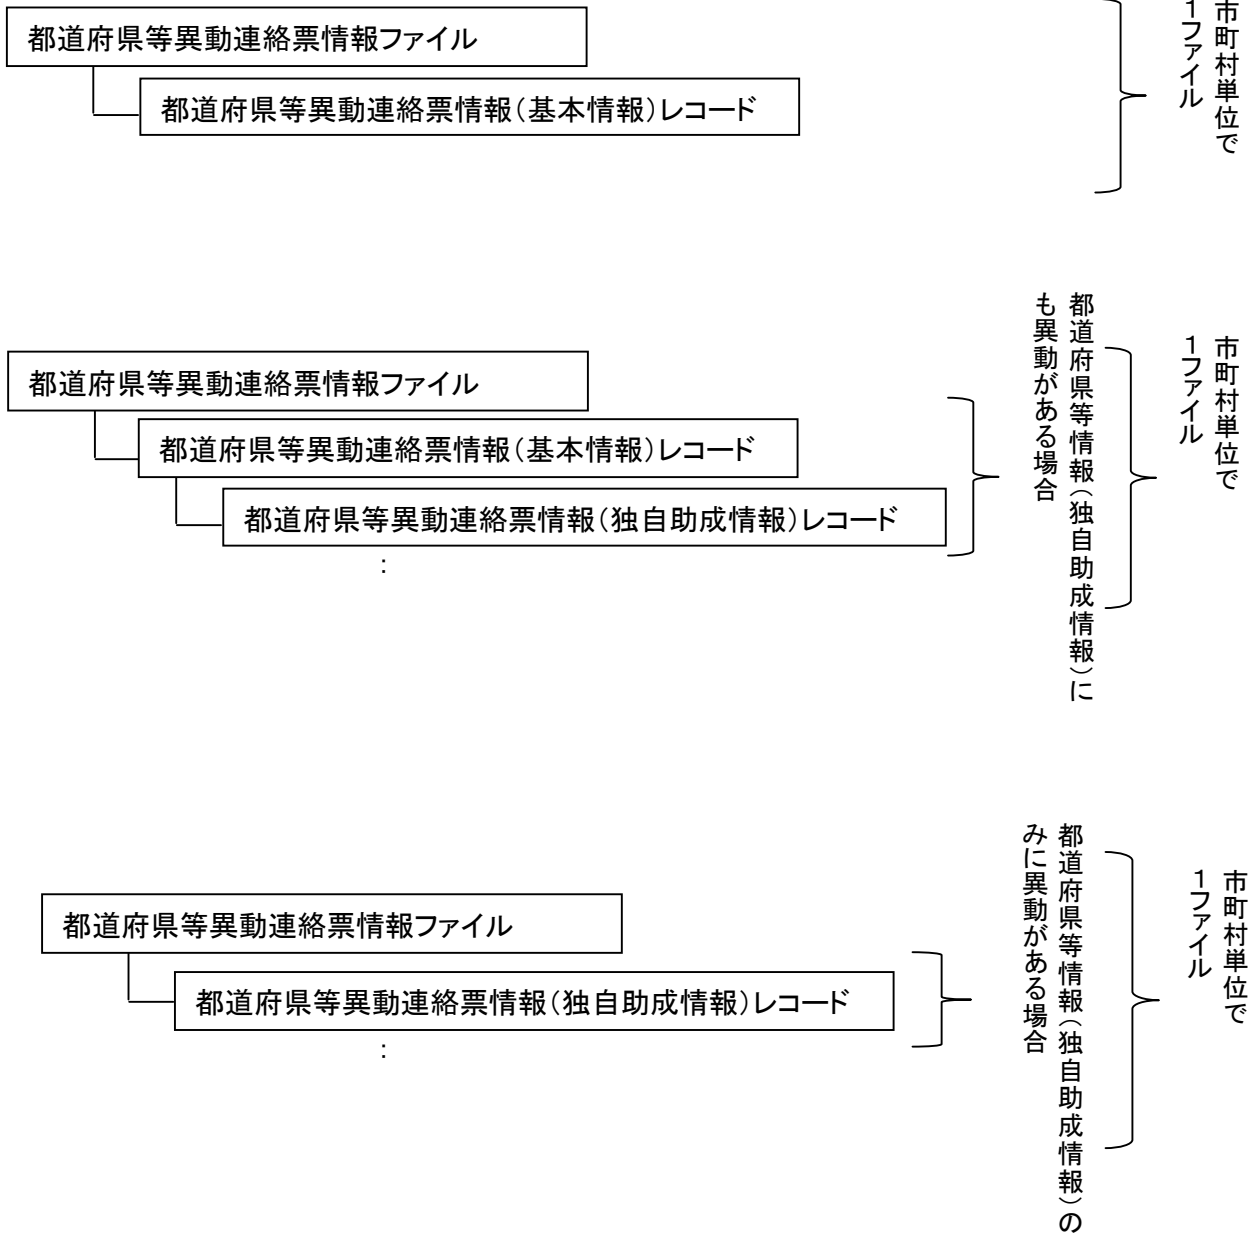 都道府県等異動連絡票情報ファイル
都道府県等異動連絡票情報(基本情報)レコード
市町村単位で
1ファイル
都道府県等異動連絡票情報ファイル
都道府県等異動連絡票情報(基本情報)レコード
都道府県等異動連絡票情報(独自助成情報)レコード
:
都道府県等情報(独自助成情報)に
も異動がある場合
市町村単位で
1ファイル
都道府県等異動連絡票情報ファイル
都道府県等異動連絡票情報(独自助成情報)レコード
:
都道府県等情報(独自助成情報)の
みに異動がある場合
市町村単位で
1ファイル